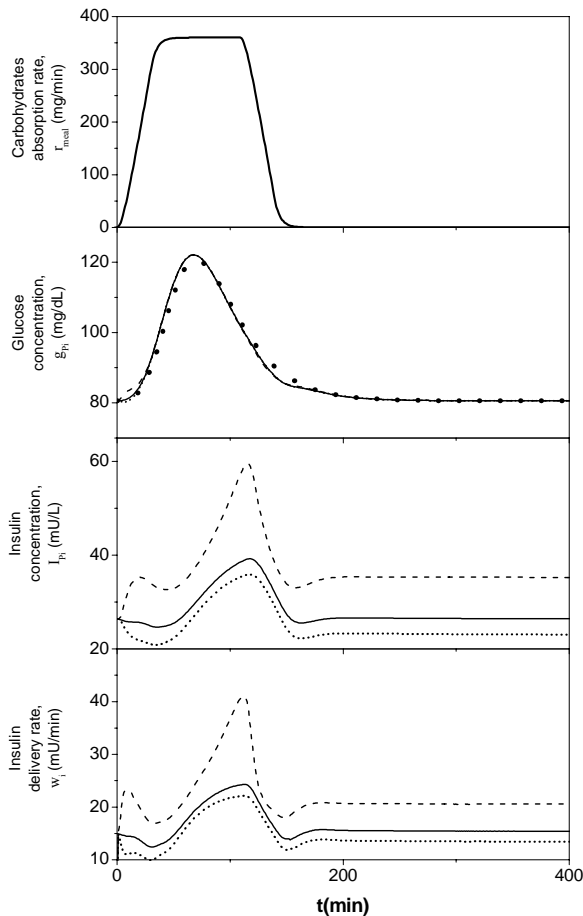 Carbohydrates
absorption rate,
r_meal (mg/min)
400
300
200
100
0
Glucose
concentration,
g_Pi (mg/dL)
120
100
80
Insulin
concentration,
I_Pi (mU/L)
60
40
20
Insulin
delivery rate,
w_i (mU/min)
40
30
20
10
0
200
400
t(min)